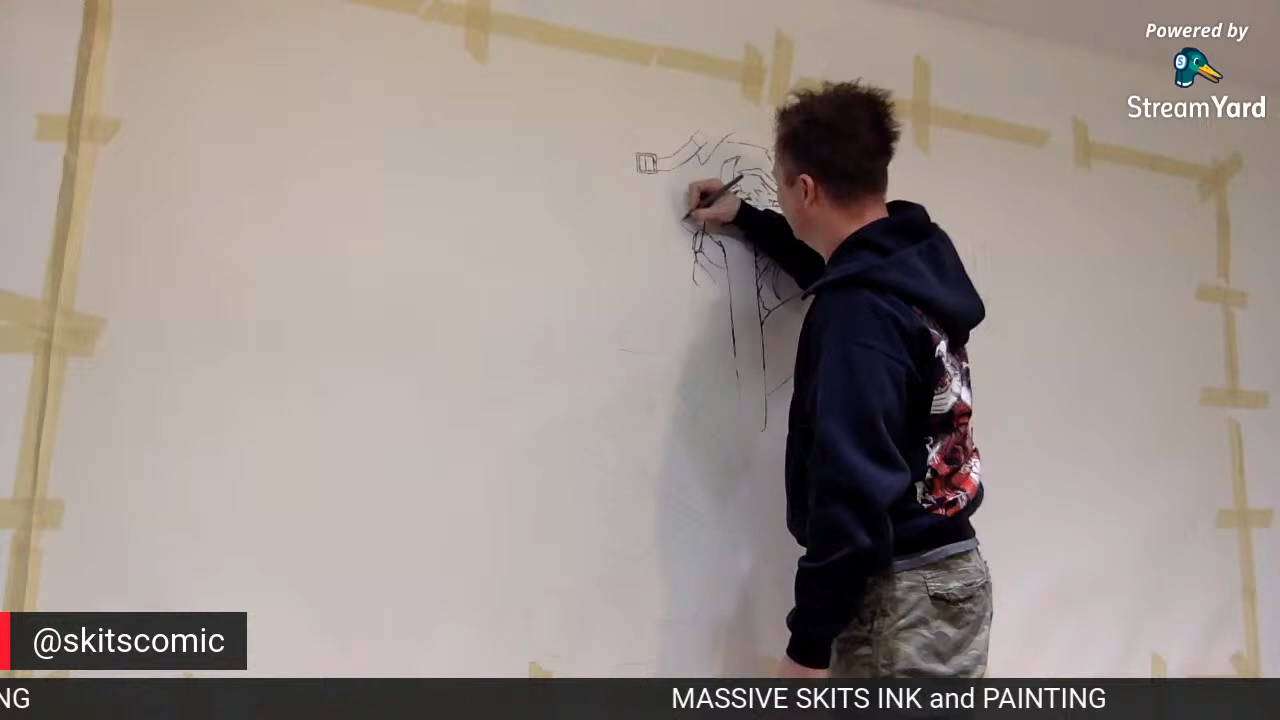 Powered by
StreamYard
@skitscomic
NG
MASSIVE SKITS INK and PAINTING